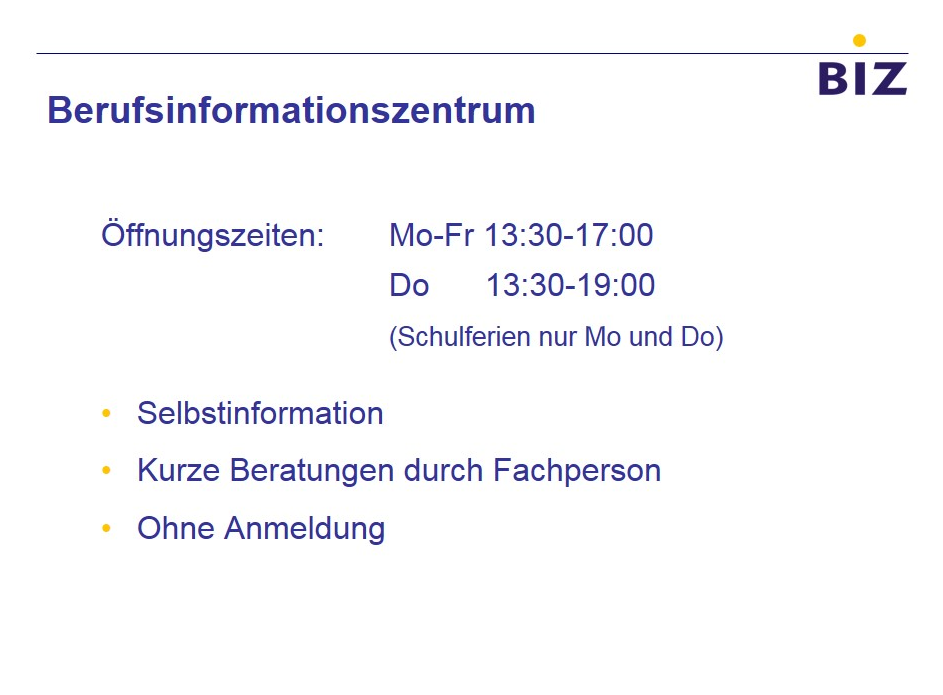 BIZ
Berufsinformationszentrum
Öffnungszeiten: Mo-Fr 13:30-17:00
Do 13:30-19:00
(Schulferien nur Mo und Do)
• Selbstinformation
• Kurze Beratungen durch Fachperson
• Ohne Anmeldung